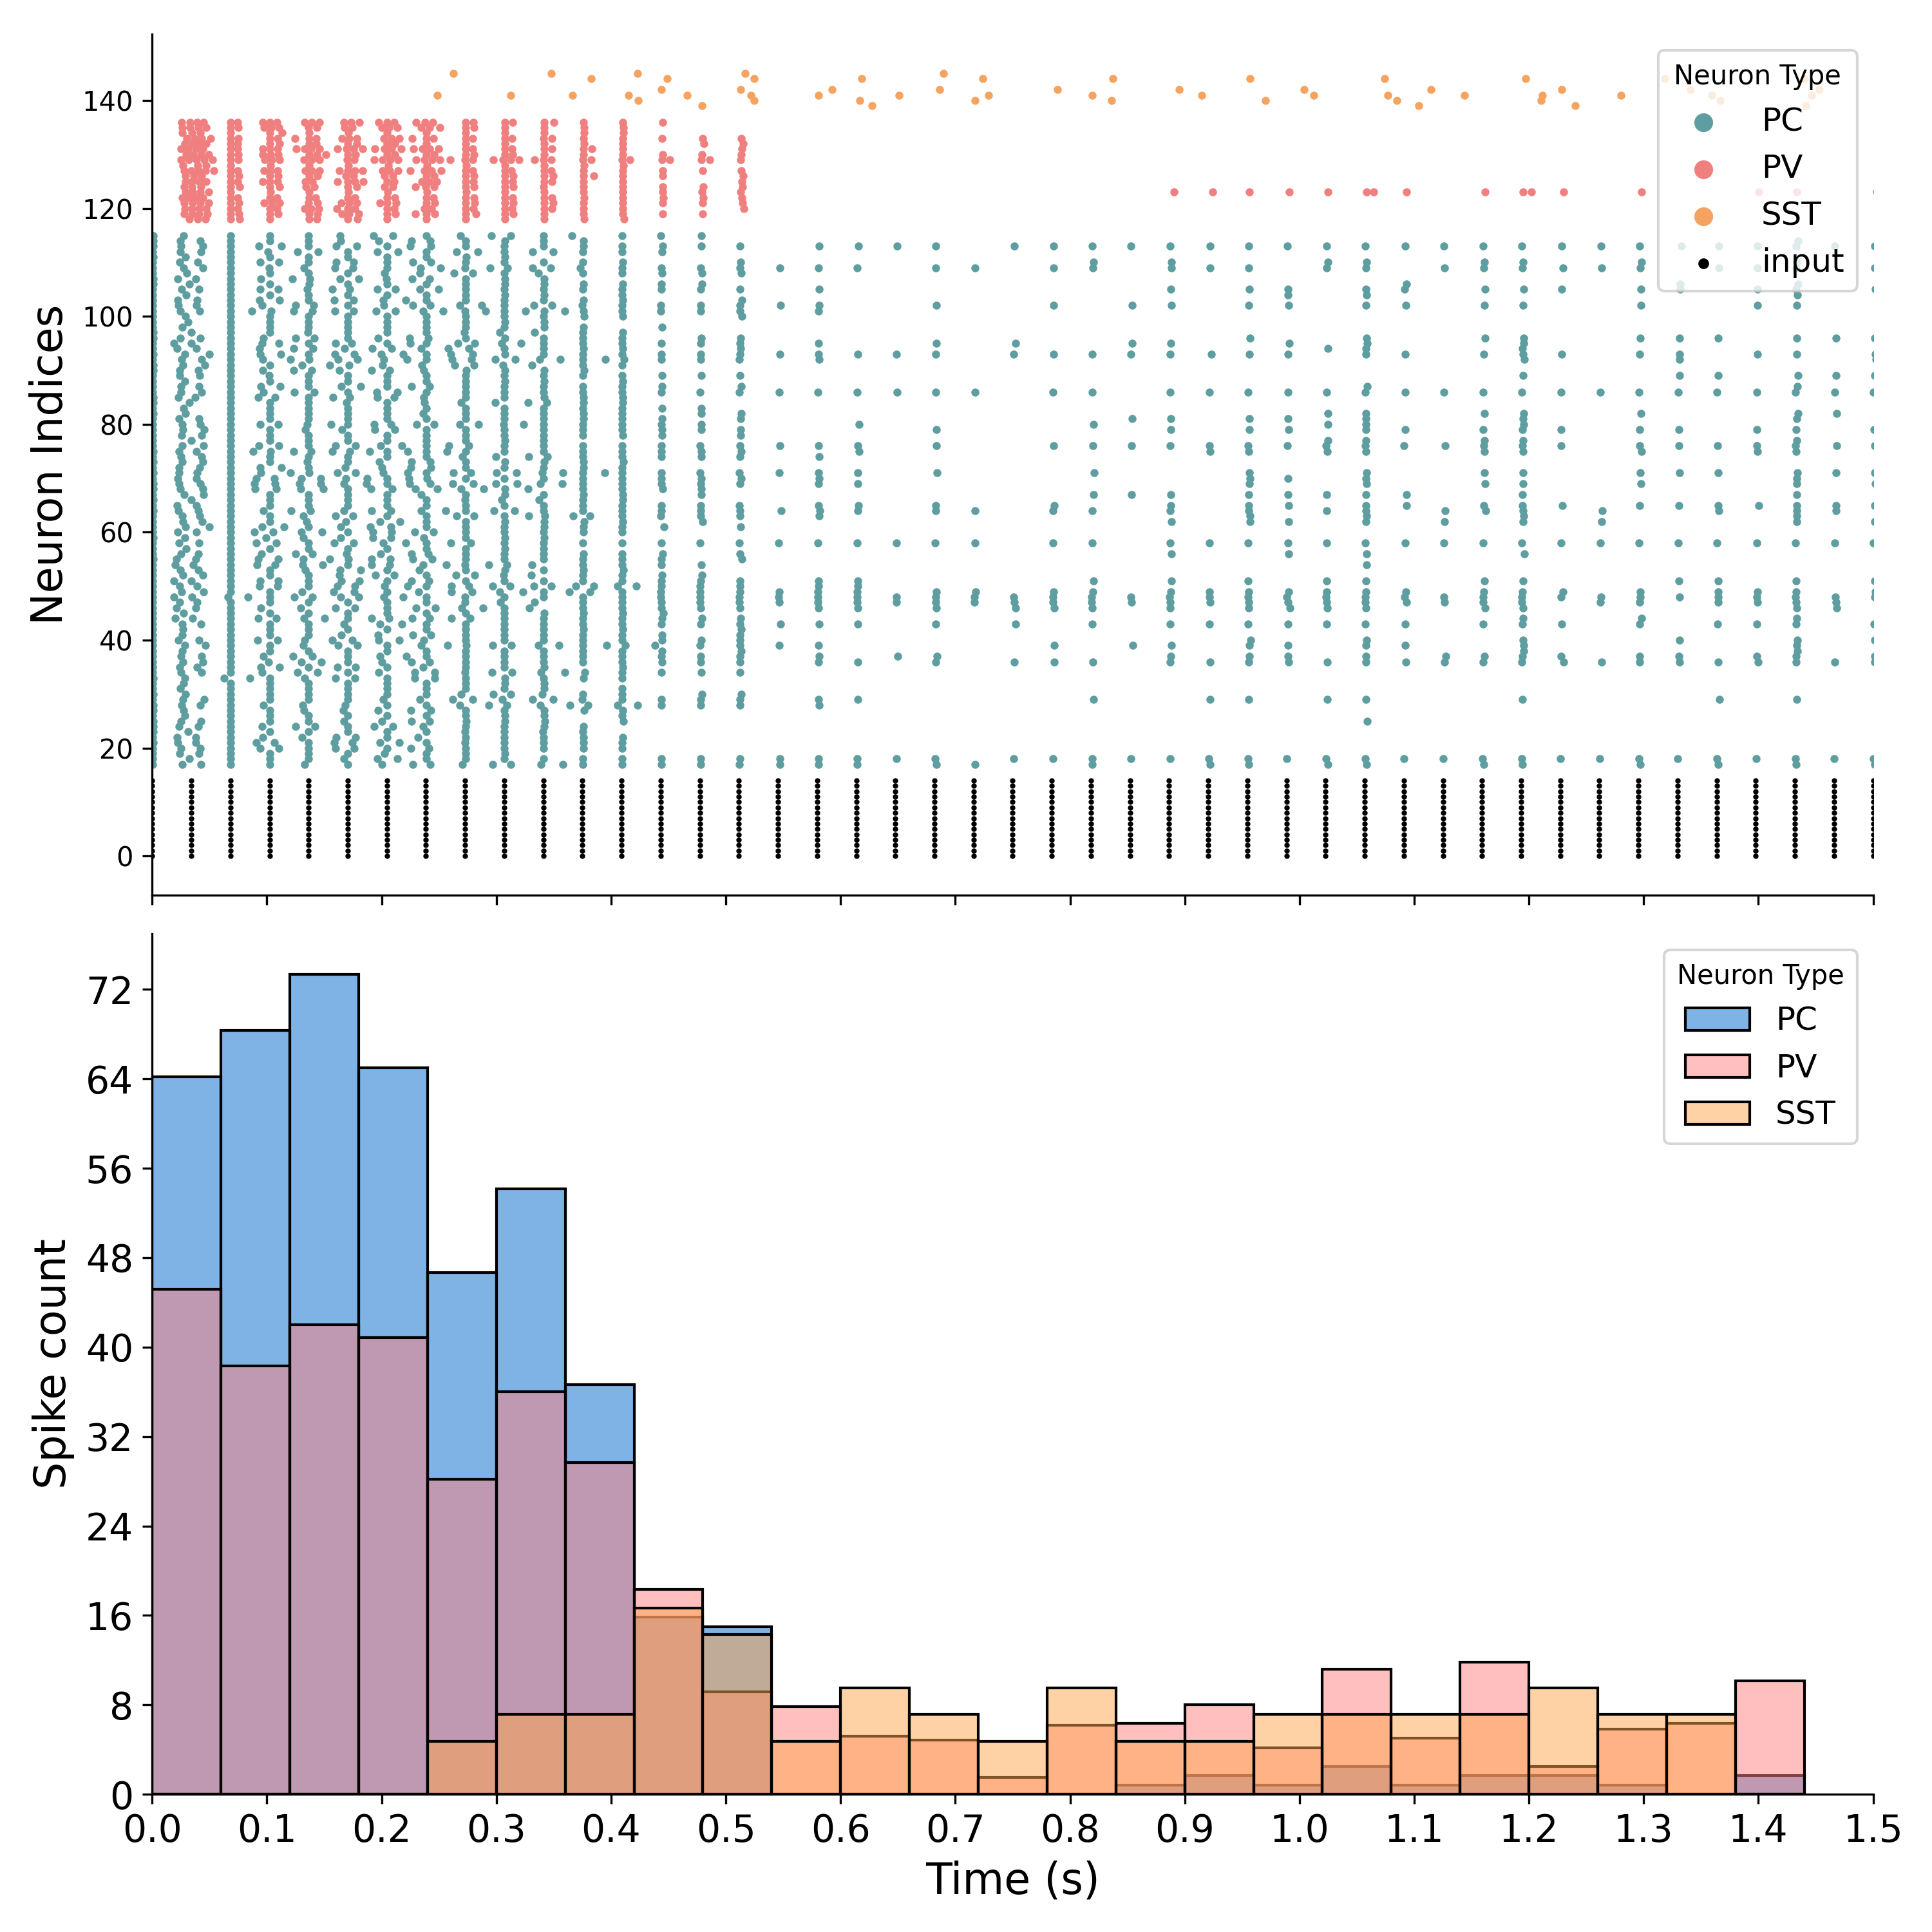 Neuron Indices
140
120
100
80
60
40
20
0
Neuron Type
PC
PV
SST
input
Spike count
72
64
56
48
40
32
24
16
8
0
Neuron Type
PC
PV
SST
0.0 0.1 0.2 0.3 0.4 0.5 0.6 0.7 0.8 0.9 1.0 1.1 1.2 1.3 1.4 1.5
Time (s)